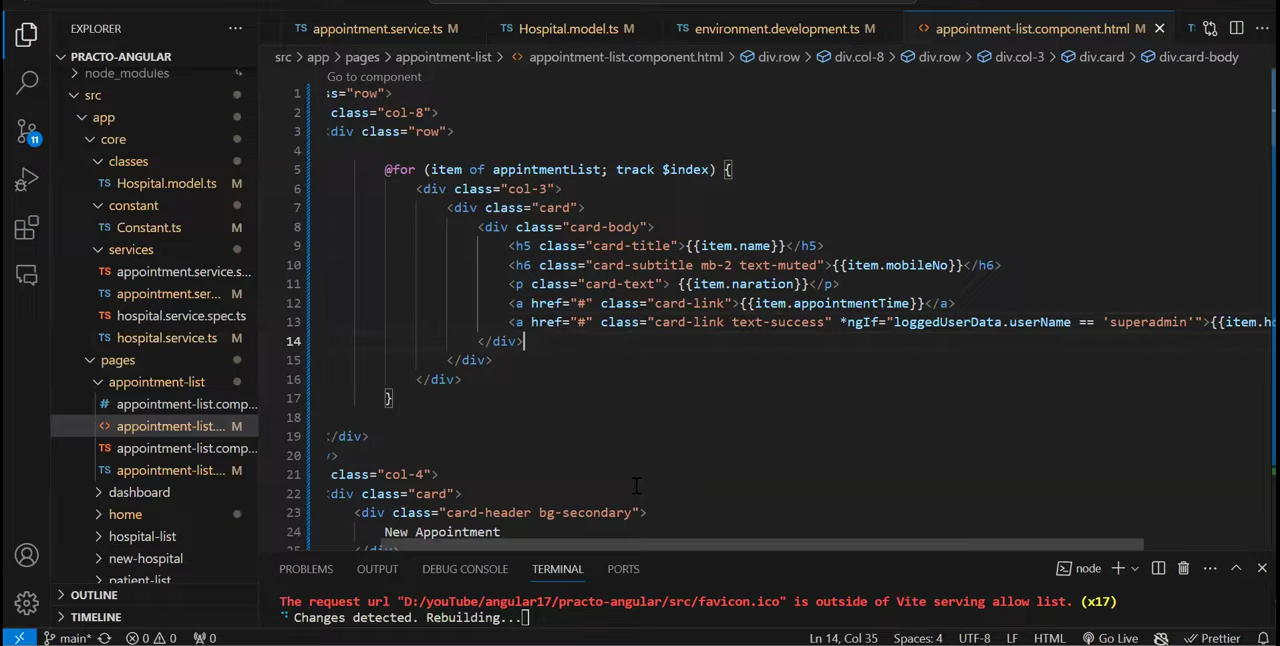 EXPLORER
PRACTO-ANGULAR
node_modules
src
app
core
classes
Hospital.model.ts M
constant
Constant.ts M
services
appointment.service.s...
appointment.ser... M
hospital.service.spec.ts
hospital.service.ts M
pages
appointment-list
appointment-list.comp...
appointment-list.... M
appointment-list.comp...
appointment-list.... M
dashboard
home
hospital-list
new-hospital
patient-list
OUTLINE
TIMELINE
11
appointment.service.ts M Hospital.model.ts M environment.development.ts M appointment-list.component.html M
src > app > pages > appointment-list > appointment-list.component.html > div.row > div.col-8 > div.row > div.col-3 > div.card > div.card-body
Go to component
1 ;s="row">
2 class="col-8">
3 :div class="row">
4
5 @for (item of appintmentList; track $index) {
6 <div class="col-3">
7 <div class="card">
8 <div class="card-body">
9 <h5 class="card-title">{{item.name}}</h5>
10 <h6 class="card-subtitle mb-2 text-muted">{{item.mobileNo}}</h6>
11 <p class="card-text"> {{item.naration}}</p>
12 <a href="#" class="card-link">{{item.appointmentTime}}</a>
13 <a href="#" class="card-link text-success" *ngIf="loggedUserData.userName == 'superadmin'">{{item.ho
14 </div>
15 </div>
16 </div>
17 }
18
19 :/div>
20 >
21 class="col-4">
22 :div class="card">
23 <div class="card-header bg-secondary">
24 New Appointment
25 </div>
PROBLEMS OUTPUT DEBUG CONSOLE TERMINAL PORTS node
The request url "D:/youTube/angular17/practo-angular/src/favicon.ico" is outside of Vite serving allow list. (x17)
Changes detected. Rebuilding...
main* 0 0 0 Ln 14, Col 35 Spaces: 4 UTF-8 LF HTML Go Live Prettier